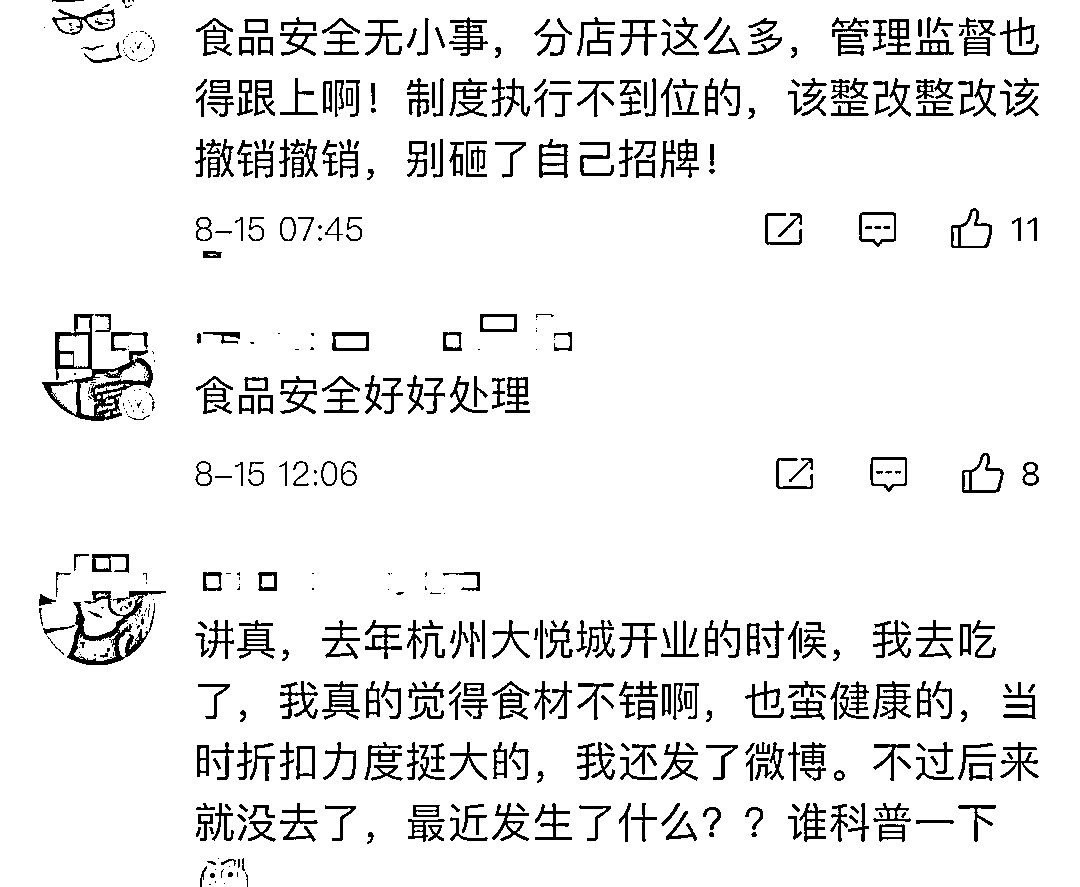 食品安全无小事，分店开这么多，管理监督也
得跟上啊！制度执行不到位的，该整改整改该
撤销撤销，别砸了自己招牌！
8-15 07:45
11
食品安全好好处理
8-15 12:06
8
讲真，去年杭州大悦城开业的时候，我去吃
了，我真的觉得食材不错啊，也蛮健康的，当
时折扣力度挺大的，我还发了微博。不过后来
就没去了，最近发生了什么？？谁科普一下